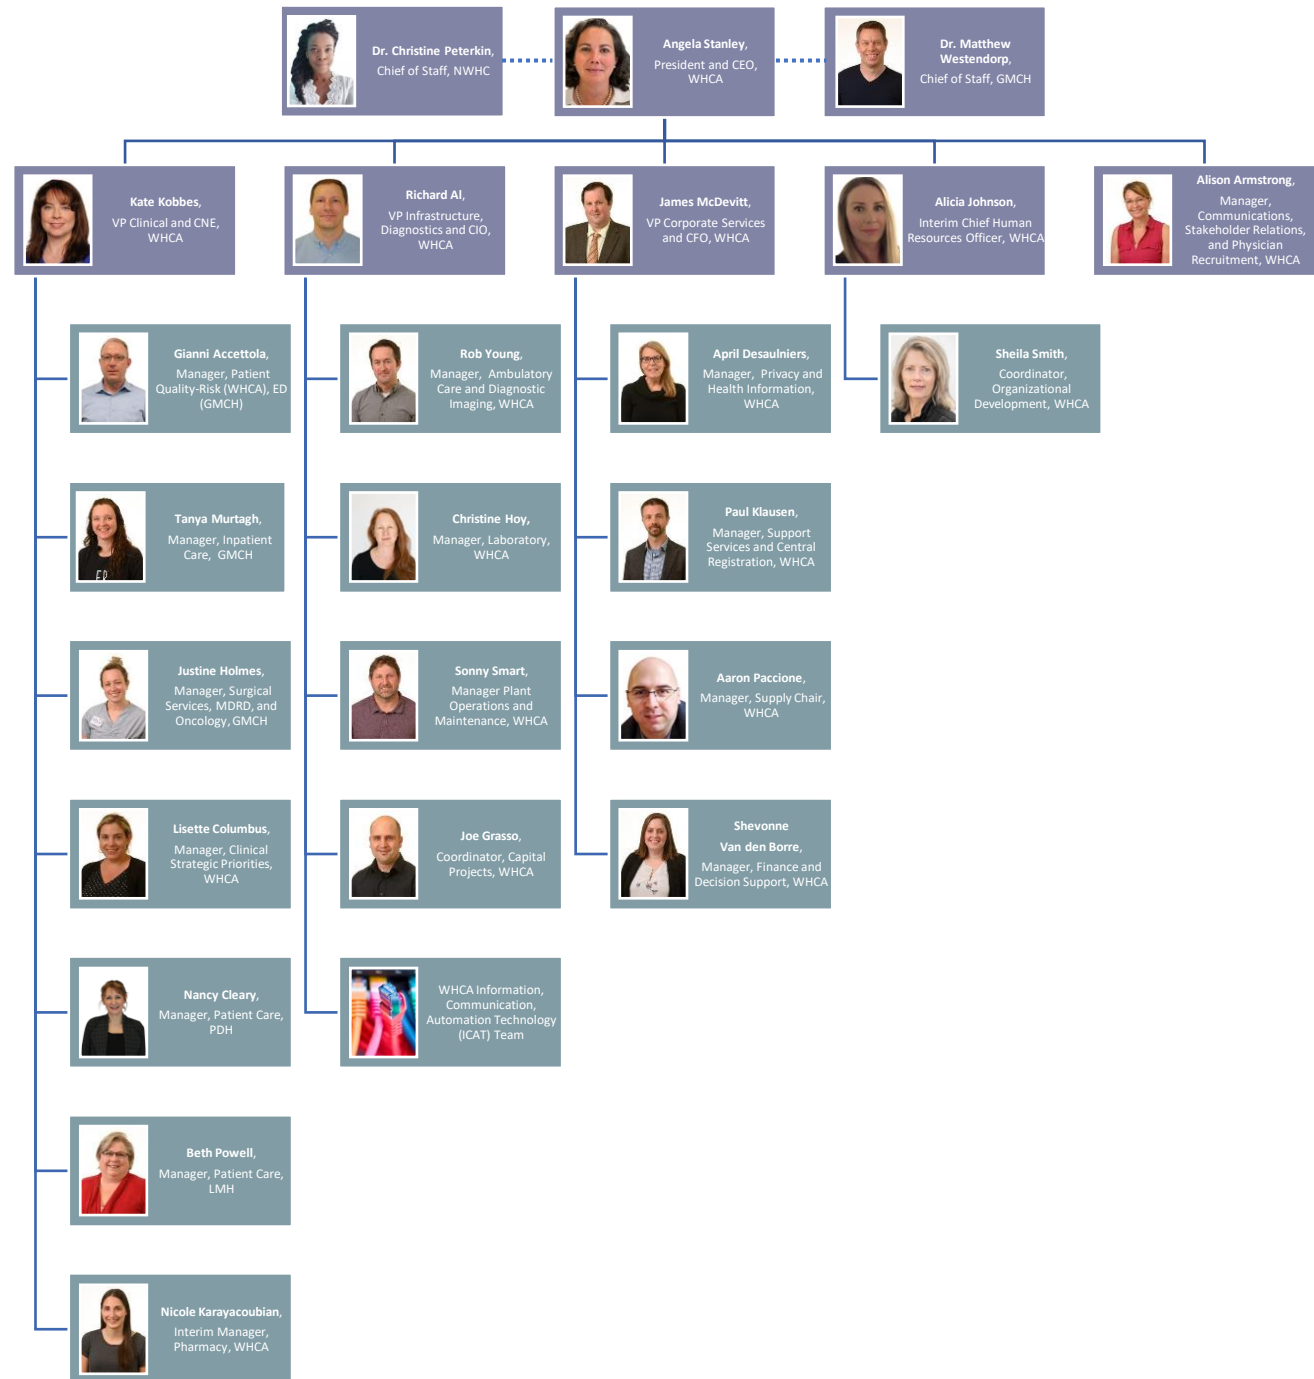 Dr. Christine Peterkin,
Chief of Staff, NWHC
Angela Stanley,
President and CEO,
WHCA
Dr. Matthew
Westendorp,
Chief of Staff, GMCH
Kate Kobbes,
VP Clinical and CNE,
WHCA
Richard Al,
VP Infrastructure,
Diagnostics and CIO,
WHCA
James McDevitt,
VP Corporate Services
and CFO, WHCA
Alicia Johnson,
Interim Chief Human
Resources Officer, WHCA
Alison Armstrong,
Manager,
Communications,
Stakeholder Relations,
and Physician
Recruitment, WHCA
Gianni Accettola,
Manager, Patient
Quality-Risk (WHCA), ED
(GMCH)
Rob Young,
Manager, Ambulatory
Care and Diagnostic
Imaging, WHCA
April Desaulniers,
Manager, Privacy and
Health Information,
WHCA
Sheila Smith,
Coordinator,
Organizational
Development, WHCA
Tanya Murtagh,
Manager, Inpatient
Care, GMCH
Christine Hoy,
Manager, Laboratory,
WHCA
Paul Klausen,
Manager, Support
Services and Central
Registration, WHCA
Justine Holmes,
Manager, Surgical
Services, MDRD, and
Oncology, GMCH
Sonny Smart,
Manager Plant
Operations and
Maintenance, WHCA
Aaron Paccione,
Manager, Supply Chair,
WHCA
Lisette Columbus,
Manager, Clinical
Strategic Priorities,
WHCA
Joe Grasso,
Coordinator, Capital
Projects, WHCA
Shevonne
Van den Borre,
Manager, Finance and
Decision Support, WHCA
Nancy Cleary,
Manager, Patient Care,
PDH
WHCA Information,
Communication,
Automation Technology
(ICAT) Team
Beth Powell,
Manager, Patient Care,
LMH
Nicole Karayacoubian,
Interim Manager,
Pharmacy, WHCA